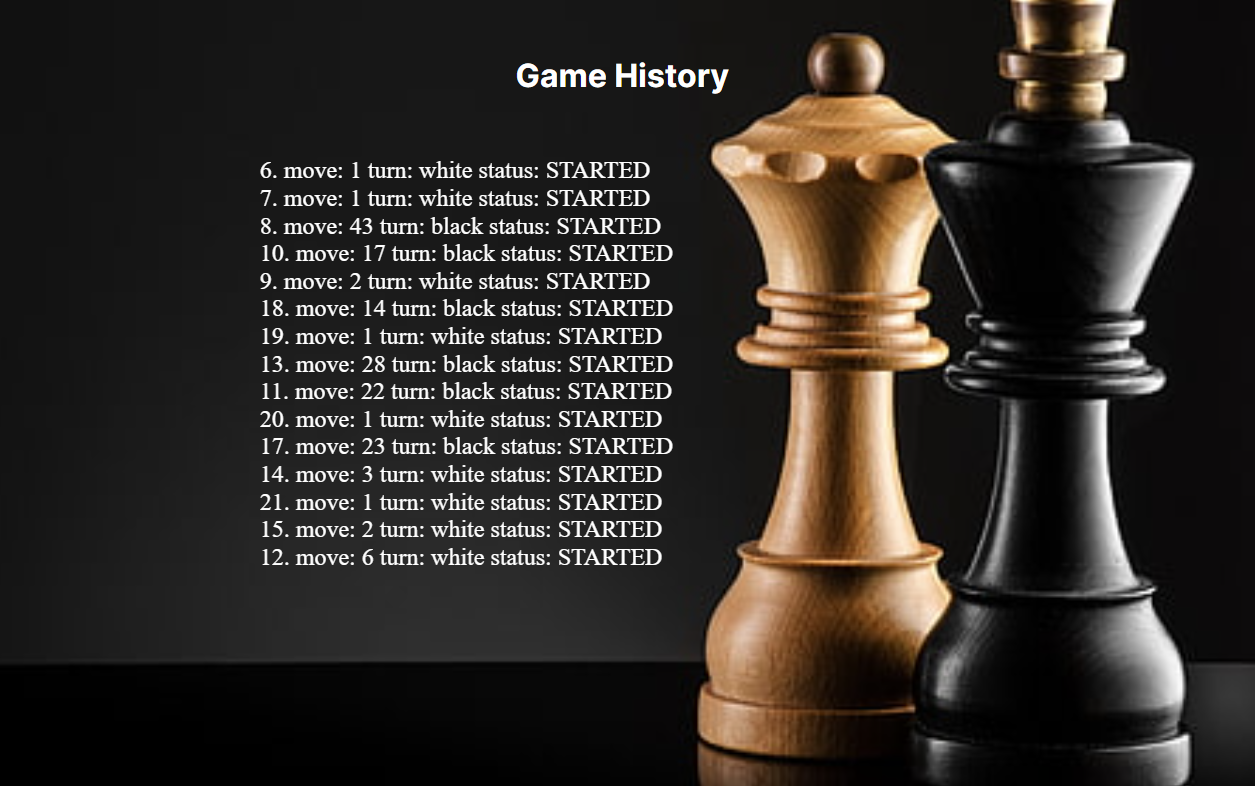 Game History
6. move: 1 turn: white status: STARTED
7. move: 1 turn: white status: STARTED
8. move: 43 turn: black status: STARTED
10. move: 17 turn: black status: STARTED
9. move: 2 turn: white status: STARTED
18. move: 14 turn: black status: STARTED
19. move: 1 turn: white status: STARTED
13. move: 28 turn: black status: STARTED
11. move: 22 turn: black status: STARTED
20. move: 1 turn: white status: STARTED
17. move: 23 turn: black status: STARTED
14. move: 3 turn: white status: STARTED
21. move: 1 turn: white status: STARTED
15. move: 2 turn: white status: STARTED
12. move: 6 turn: white status: STARTED